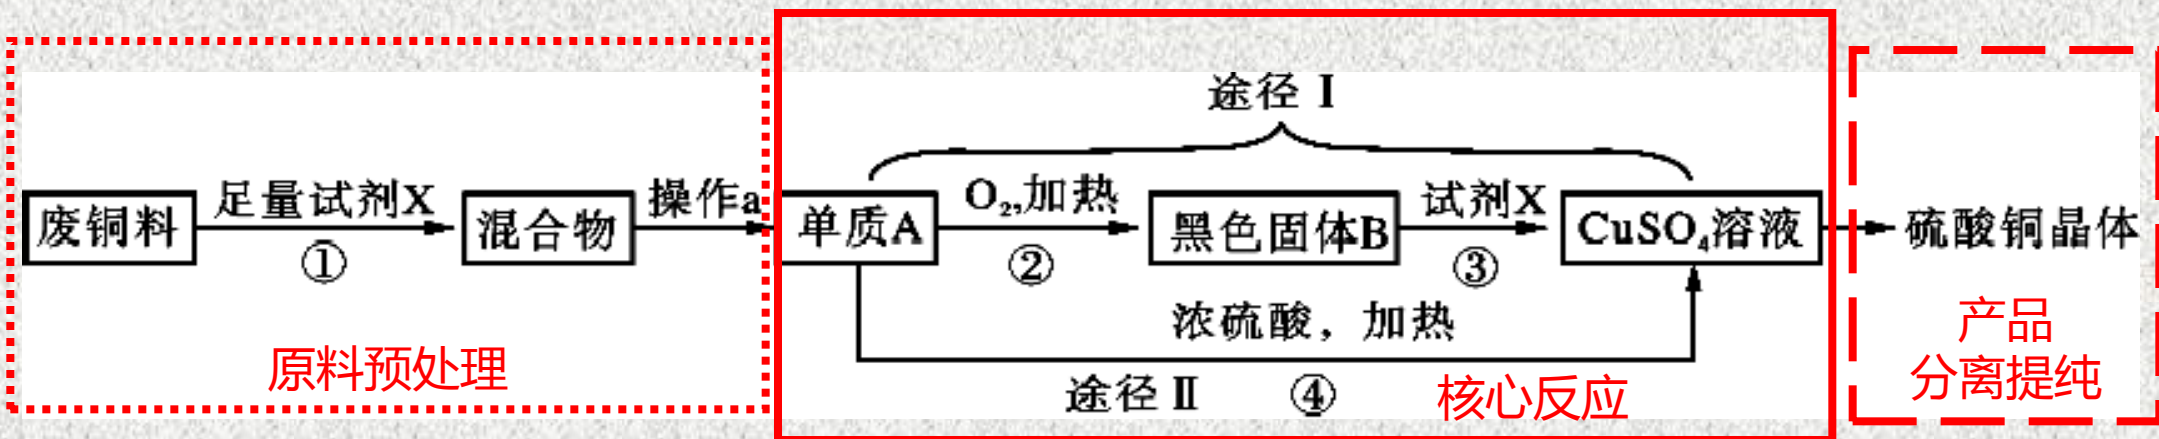 途径 I
废铜料
足量试剂X
①
混合物
操作a
单质A
O₂,加热
②
黑色固体B
试剂X
③
CuSO₄溶液
硫酸铜晶体
浓硫酸，加热
途径 II
④
原料预处理
核心反应
产品
分离提纯